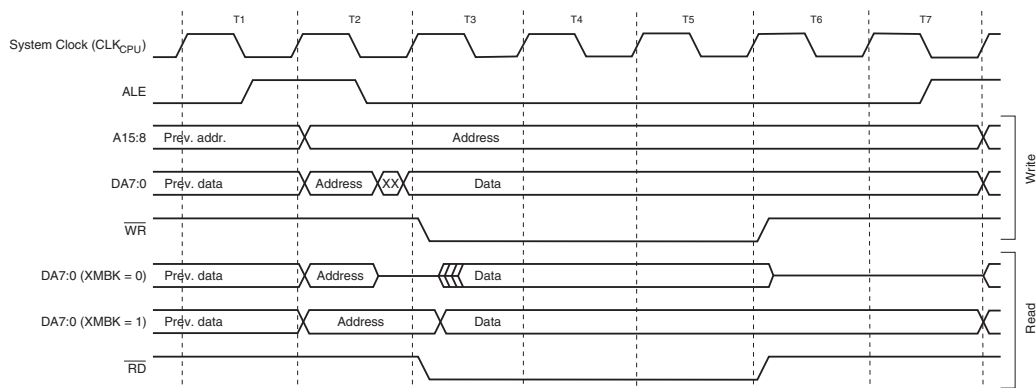 T1 T2 T3 T4 T5 T6 T7
System Clock (CLKCPU)
ALE
A15:8 Prev. addr. Address
DA7:0 Prev. data Address XX Data
WR
DA7:0 (XMBK = 0) Prev. data Address Data
DA7:0 (XMBK = 1) Prev. data Address Data
RD
Write
Read